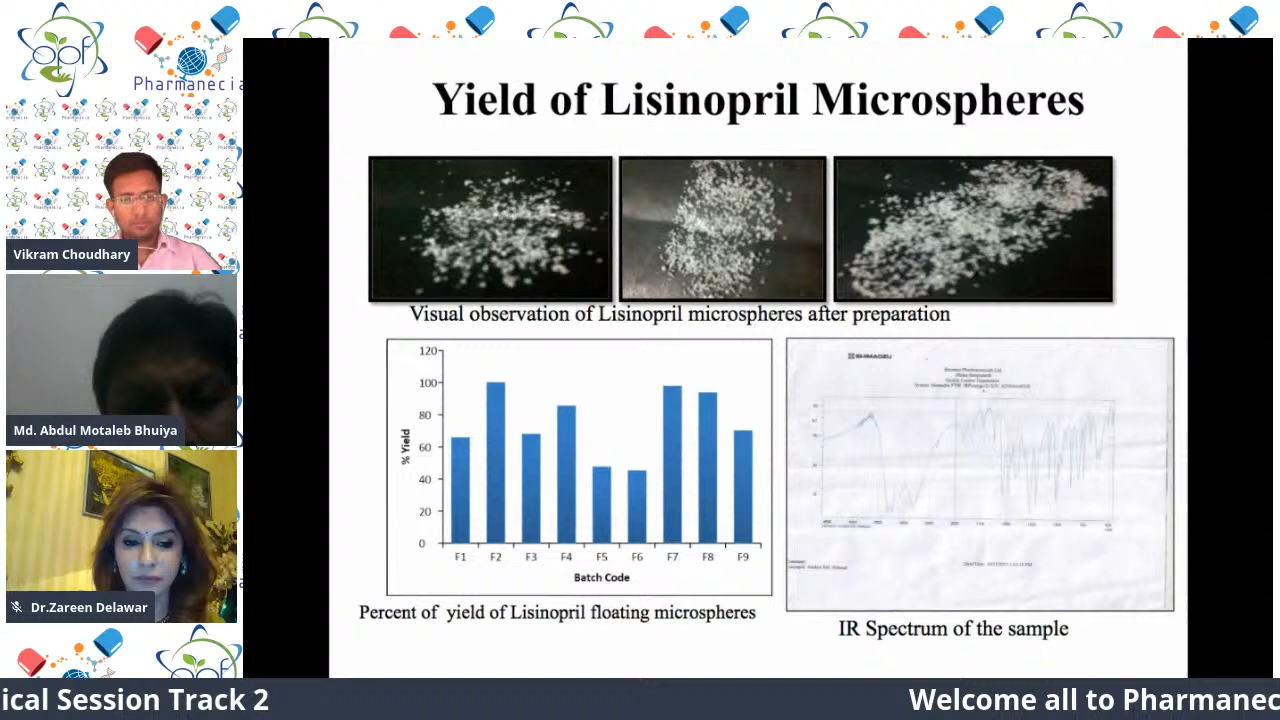 opf
Pharmanecia
Vikram Choudhary
Md. Abdul Motaleb Bhuiya
Dr.Zareen Delawar
Yield of Lisinopril Microspheres
Visual observation of Lisinopril microspheres after preparation
120
100
80
60
40
20
0
% Yield
F1 F2 F3 F4 F5 F6 F7 F8 F9
Batch Code
Percent of yield of Lisinopril floating microspheres
SHIMADZU
IR Spectrum of the sample
ical Session Track 2
Welcome all to Pharmanec